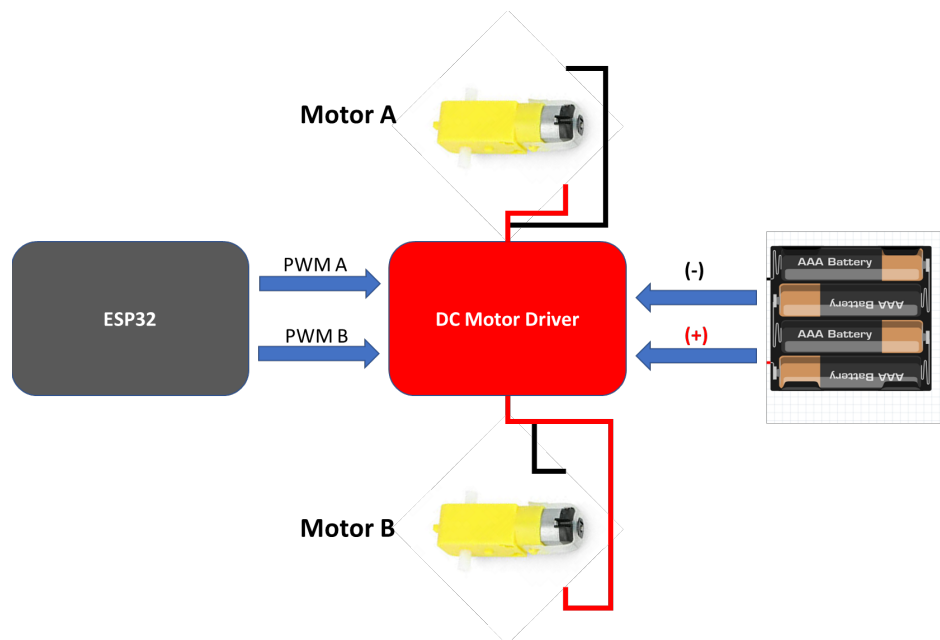 Motor A
PWM A
(-)
AAA Battery
AAA Battery
ESP32
DC Motor Driver
PWM B
(+)
AAA Battery
AAA Battery
Motor B